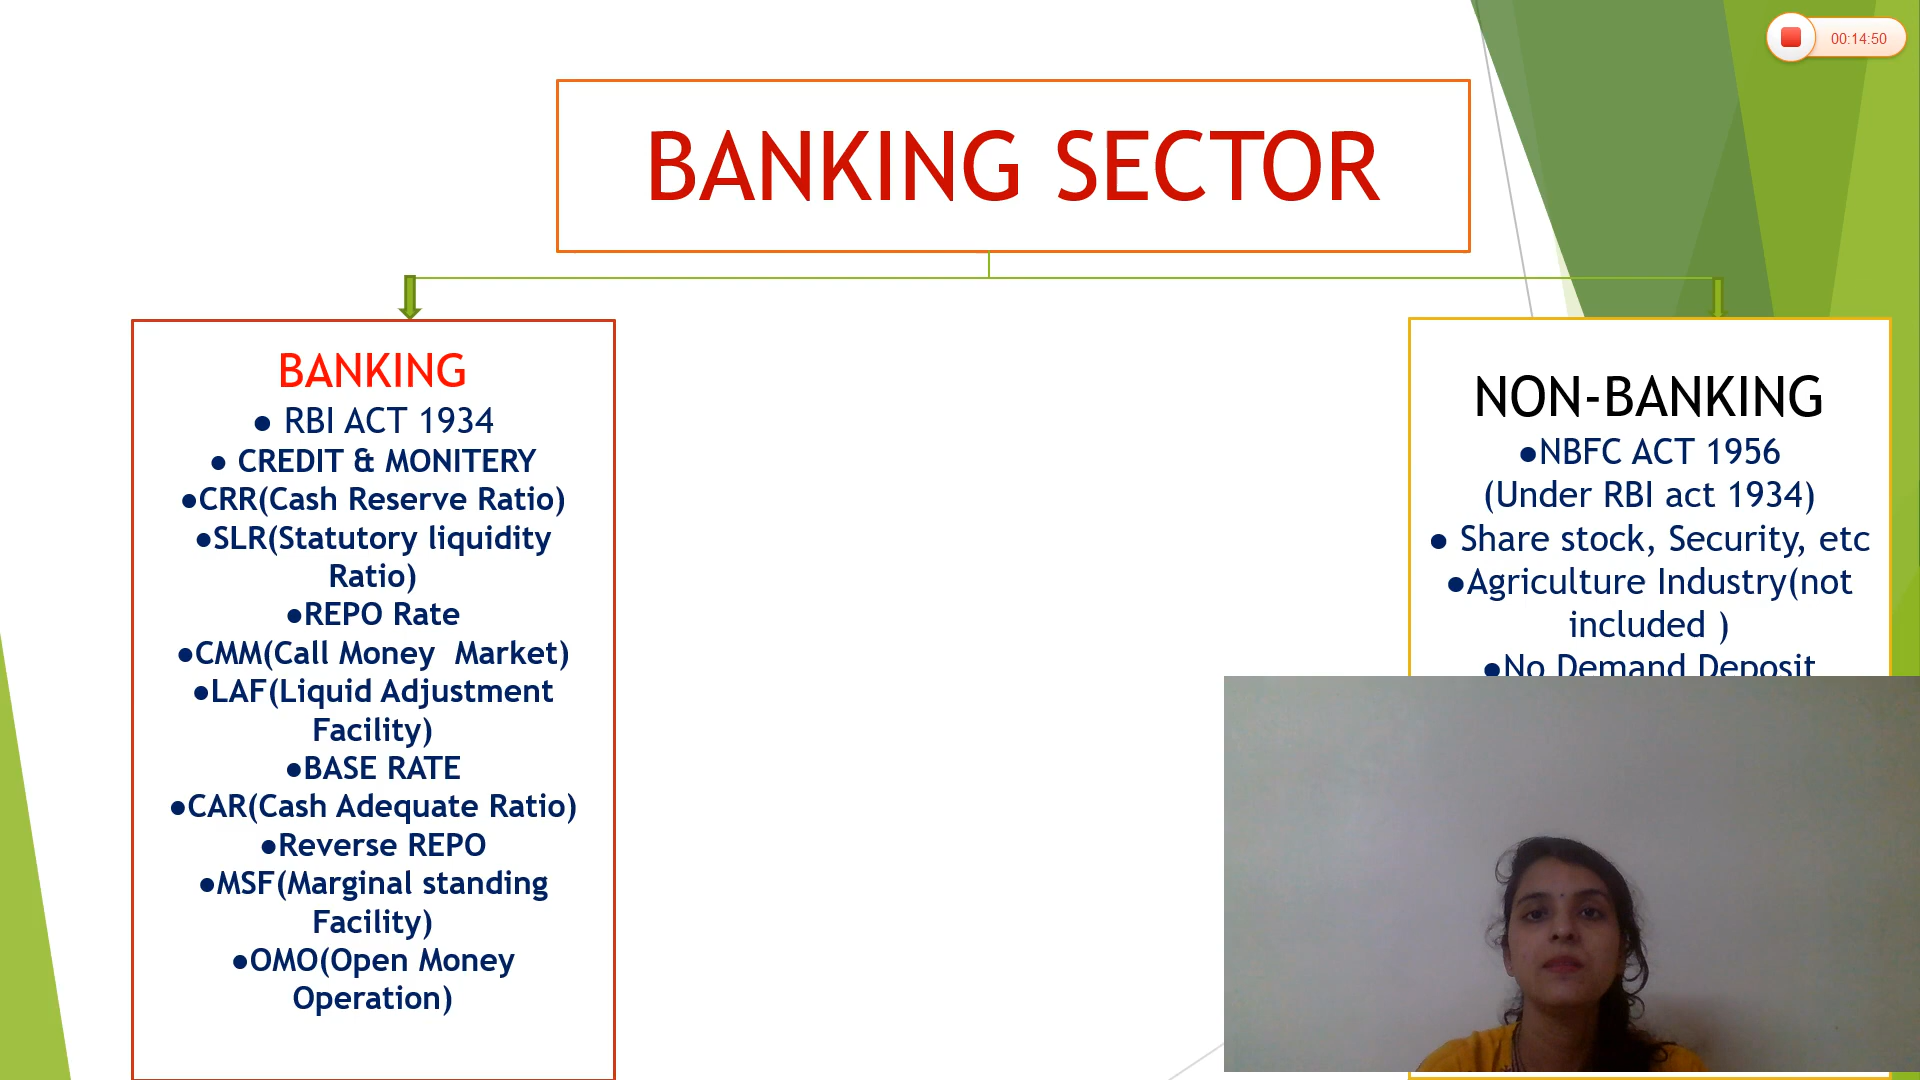 00:14:50
BANKING SECTOR
BANKING
● RBI ACT 1934
● CREDIT & MONITERY
●CRR(Cash Reserve Ratio)
●SLR(Statutory liquidity
Ratio)
●REPO Rate
●CMM(Call Money  Market)
●LAF(Liquid Adjustment
Facility)
●BASE RATE
●CAR(Cash Adequate Ratio)
●Reverse REPO
●MSF(Marginal standing
Facility)
●OMO(Open Money
Operation)
NON-BANKING
●NBFC ACT 1956
(Under RBI act 1934)
● Share stock, Security, etc
●Agriculture Industry(not
included )
●No Demand Deposit